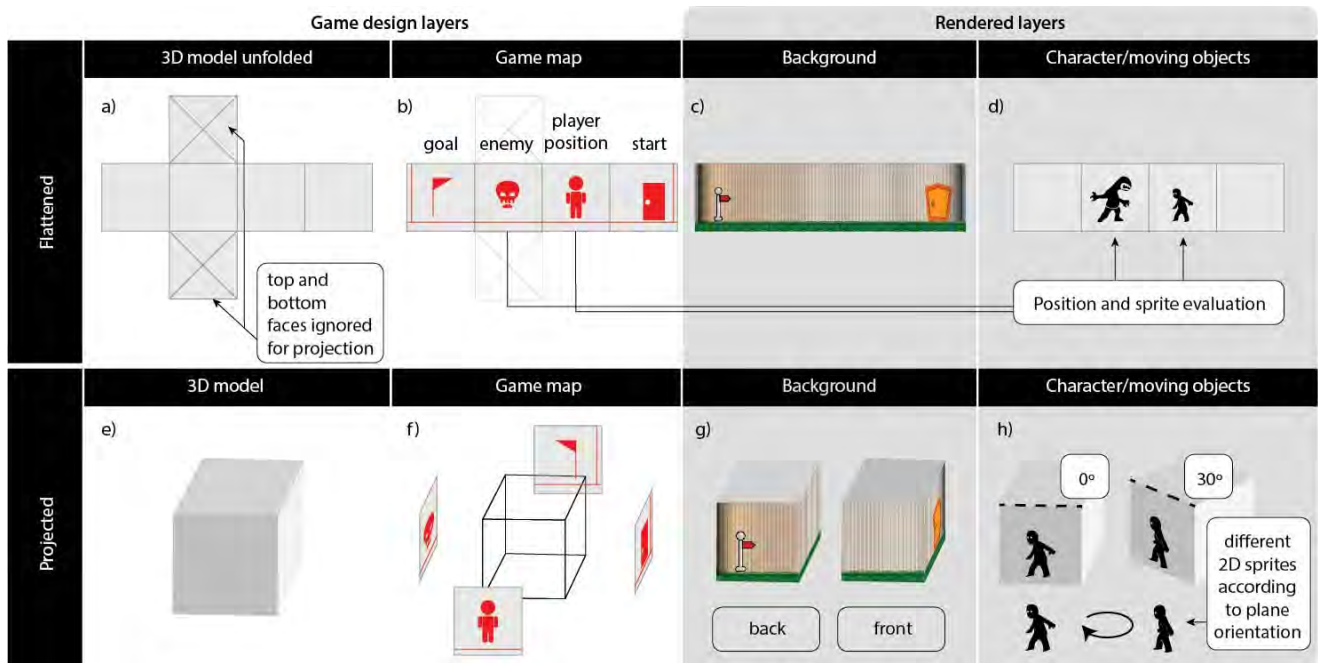 Game design layers
Rendered layers
3D model unfolded
Game map
Background
Character/moving objects
Flattened
a)
b)
c)
d)
goal
enemy
player
position
start
top and
bottom
faces ignored
for projection
Position and sprite evaluation
3D model
Game map
Background
Character/moving objects
Projected
e)
f)
g)
h)
0º
30º
back
front
different
2D sprites
according
to plane
orientation